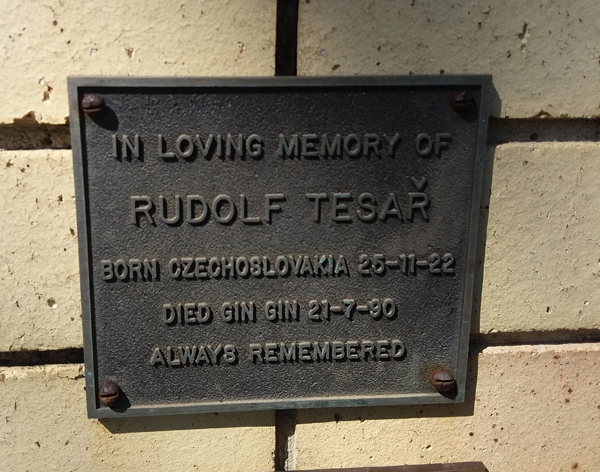 IN LOVING MEMORY OF
RUDOLF TESAŘ
BORN CZECHOSLOVAKIA 25-11-22
DIED GIN GIN 21-7-90
ALWAYS REMEMBERED